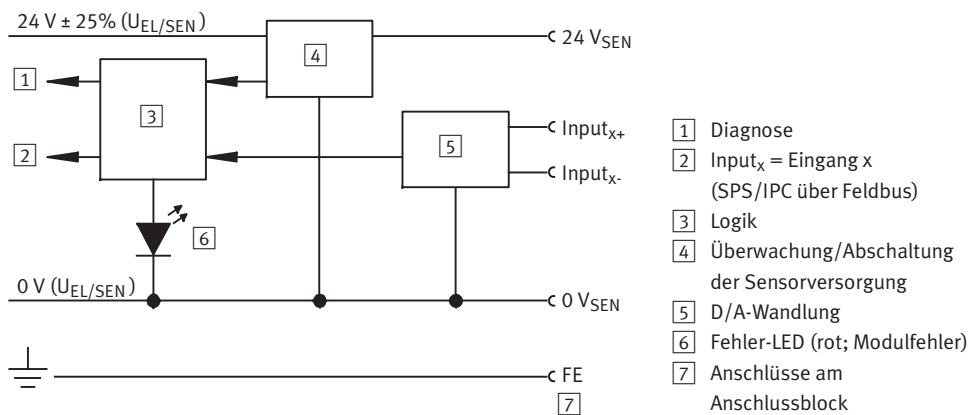 24 V ± 25% (UEL/SEN)
24 VSEN
4
1
3
Inputx+
5
2
Inputx-
6
0 V (UEL/SEN)
0 VSEN
FE
7
1 Diagnose
2 Inputx = Eingang x
(SPS/IPC über Feldbus)
3 Logik
4 Überwachung/Abschaltung
der Sensorversorgung
5 D/A-Wandlung
6 Fehler-LED (rot; Modulfehler)
7 Anschlüsse am
Anschlussblock